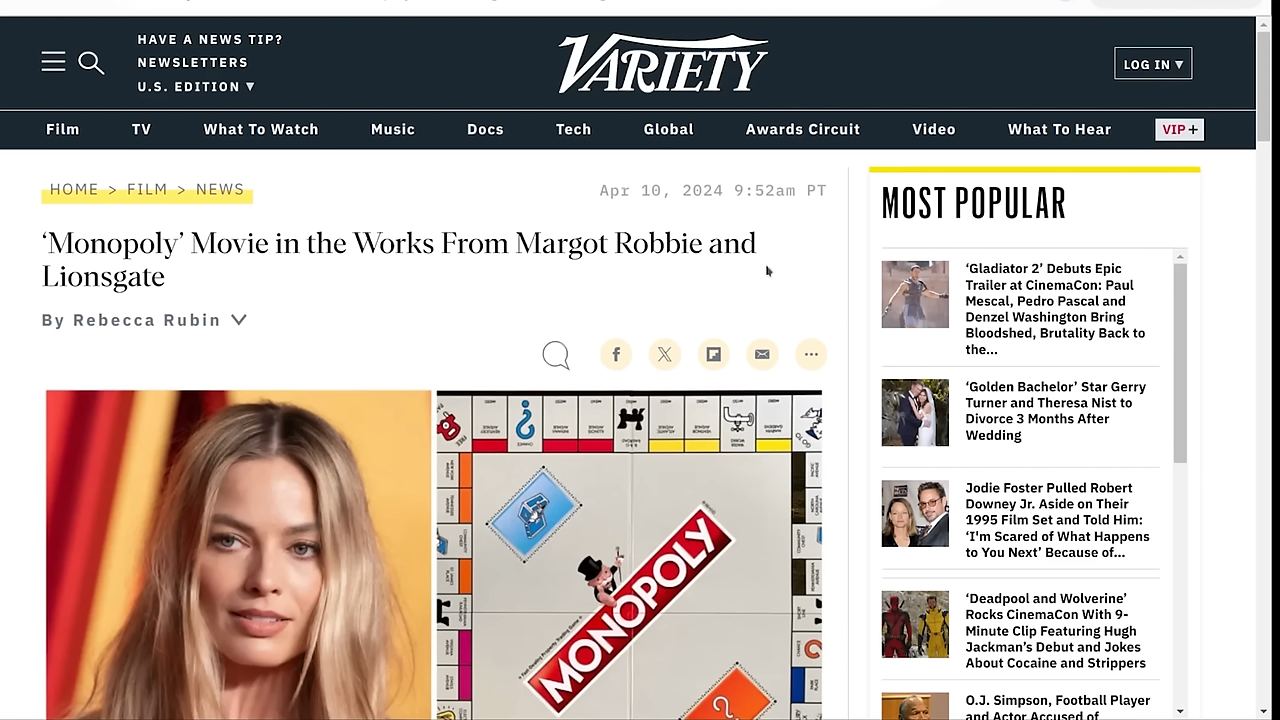 HAVE A NEWS TIP?
NEWSLETTERS
U.S. EDITION ▼
VARIETY
LOG IN ▼
Film TV What To Watch Music Docs Tech Global Awards Circuit Video What To Hear VIP+
HOME > FILM > NEWS
Apr 10, 2024 9:52am PT
‘Monopoly’ Movie in the Works From Margot Robbie and
Lionsgate
By Rebecca Rubin
MONOPOLY
MOST POPULAR
‘Gladiator 2’ Debuts Epic
Trailer at CinemaCon: Paul
Mescal, Pedro Pascal and
Denzel Washington Bring
Bloodshed, Brutality Back to
the...
‘Golden Bachelor’ Star Gerry
Turner and Theresa Nist to
Divorce 3 Months After
Wedding
Jodie Foster Pulled Robert
Downey Jr. Aside on Their
1995 Film Set and Told Him:
‘I'm Scared of What Happens
to You Next’ Because of...
‘Deadpool and Wolverine’
Rocks CinemaCon With 9-
Minute Clip Featuring Hugh
Jackman’s Debut and Jokes
About Cocaine and Strippers
O.J. Simpson, Football Player
and Actor Accused of